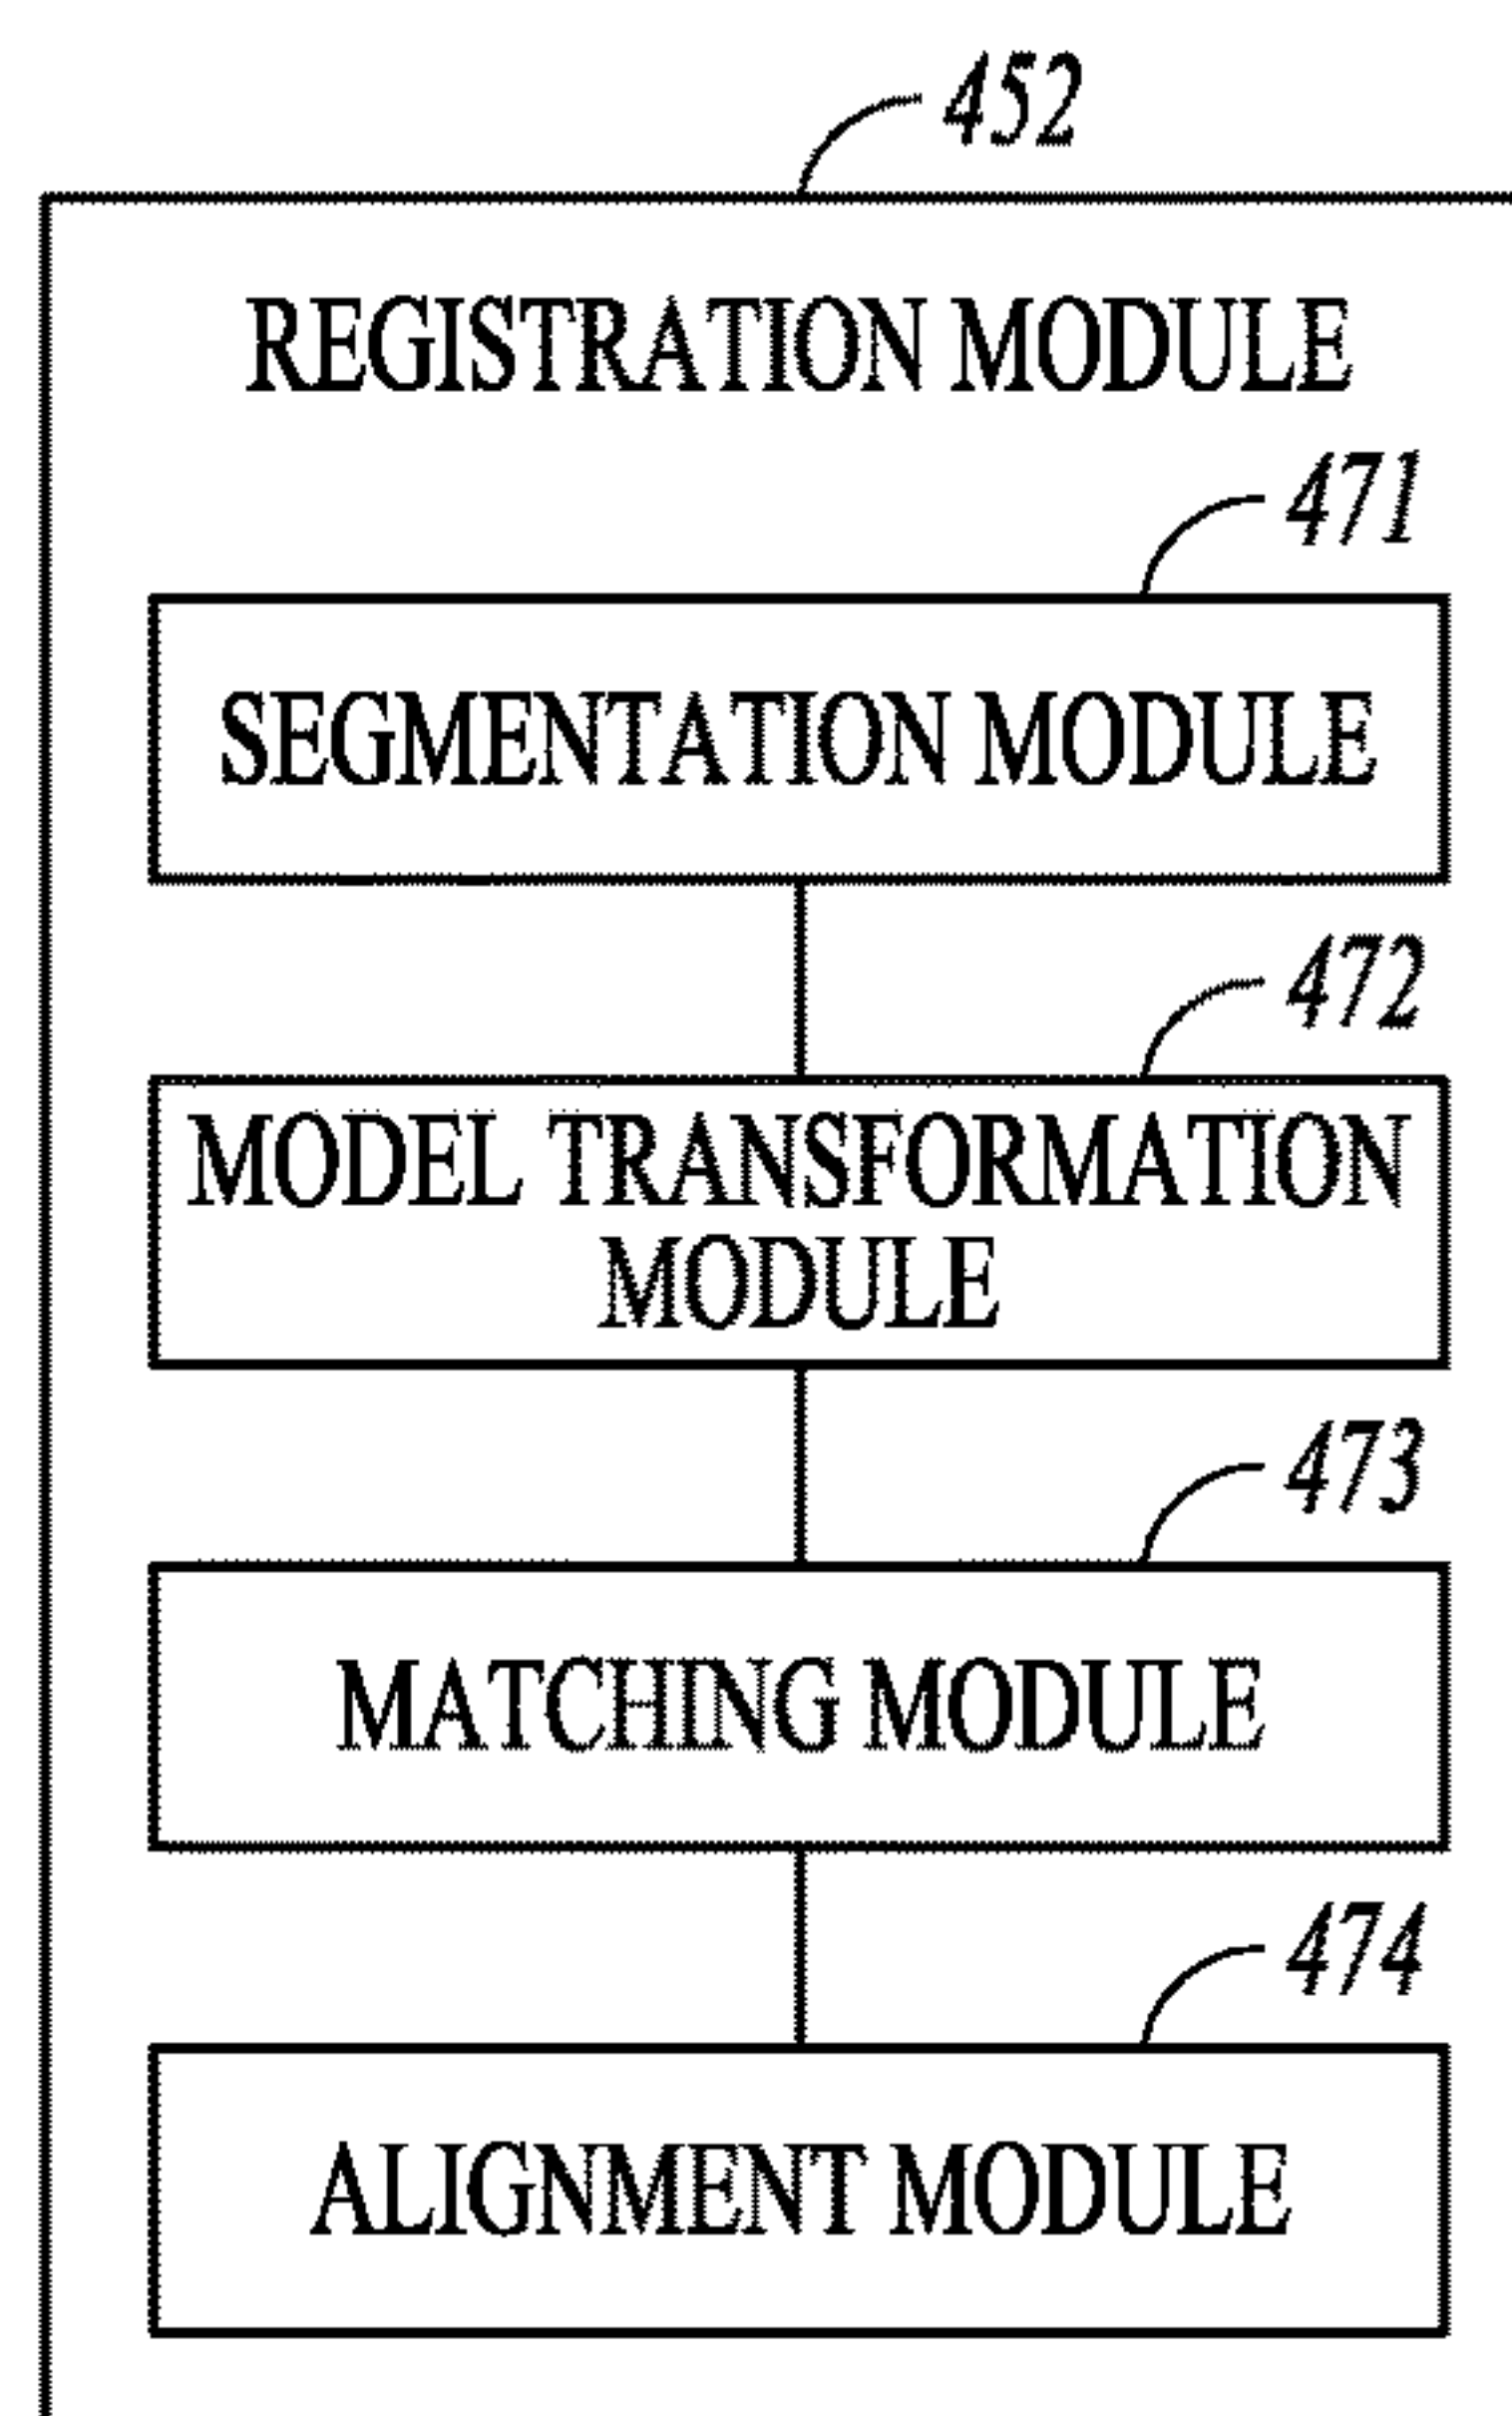 452
REGISTRATION MODULE
471
SEGMENTATION MODULE
472
MODEL TRANSFORMATION
MODULE
473
MATCHING MODULE
474
ALIGNMENT MODULE